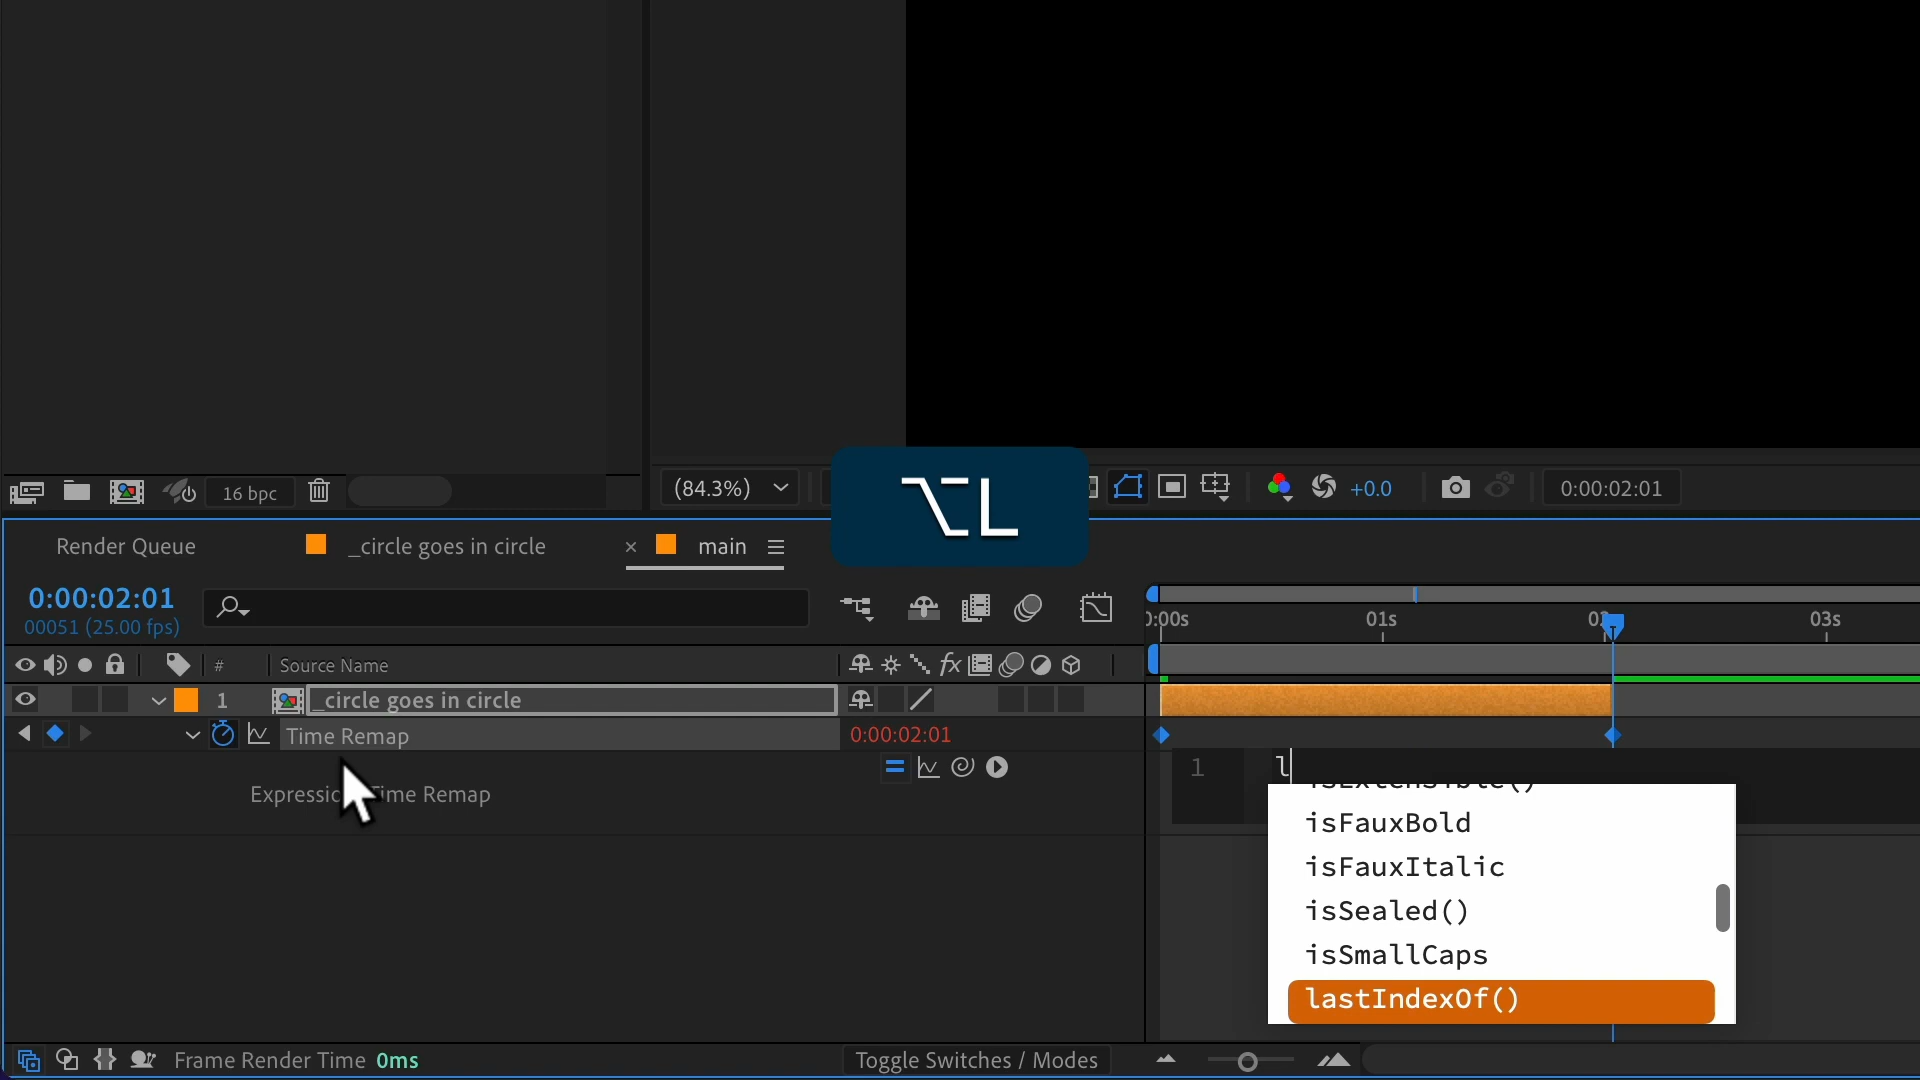 16 bpc
(84.3%)
⌥L
+0.0
0:00:02:01
Render Queue
_circle goes in circle
× main
0:00:02:01
00051 (25.00 fps)
0:00s
01s
03s
#
Source Name
fx
1
_circle goes in circle
Time Remap
0:00:02:01
1
l
Time Remap
isFauxBold
isFauxItalic
isSealed()
isSmallCaps
lastIndexOf()
Frame Render Time 0ms
Toggle Switches / Modes